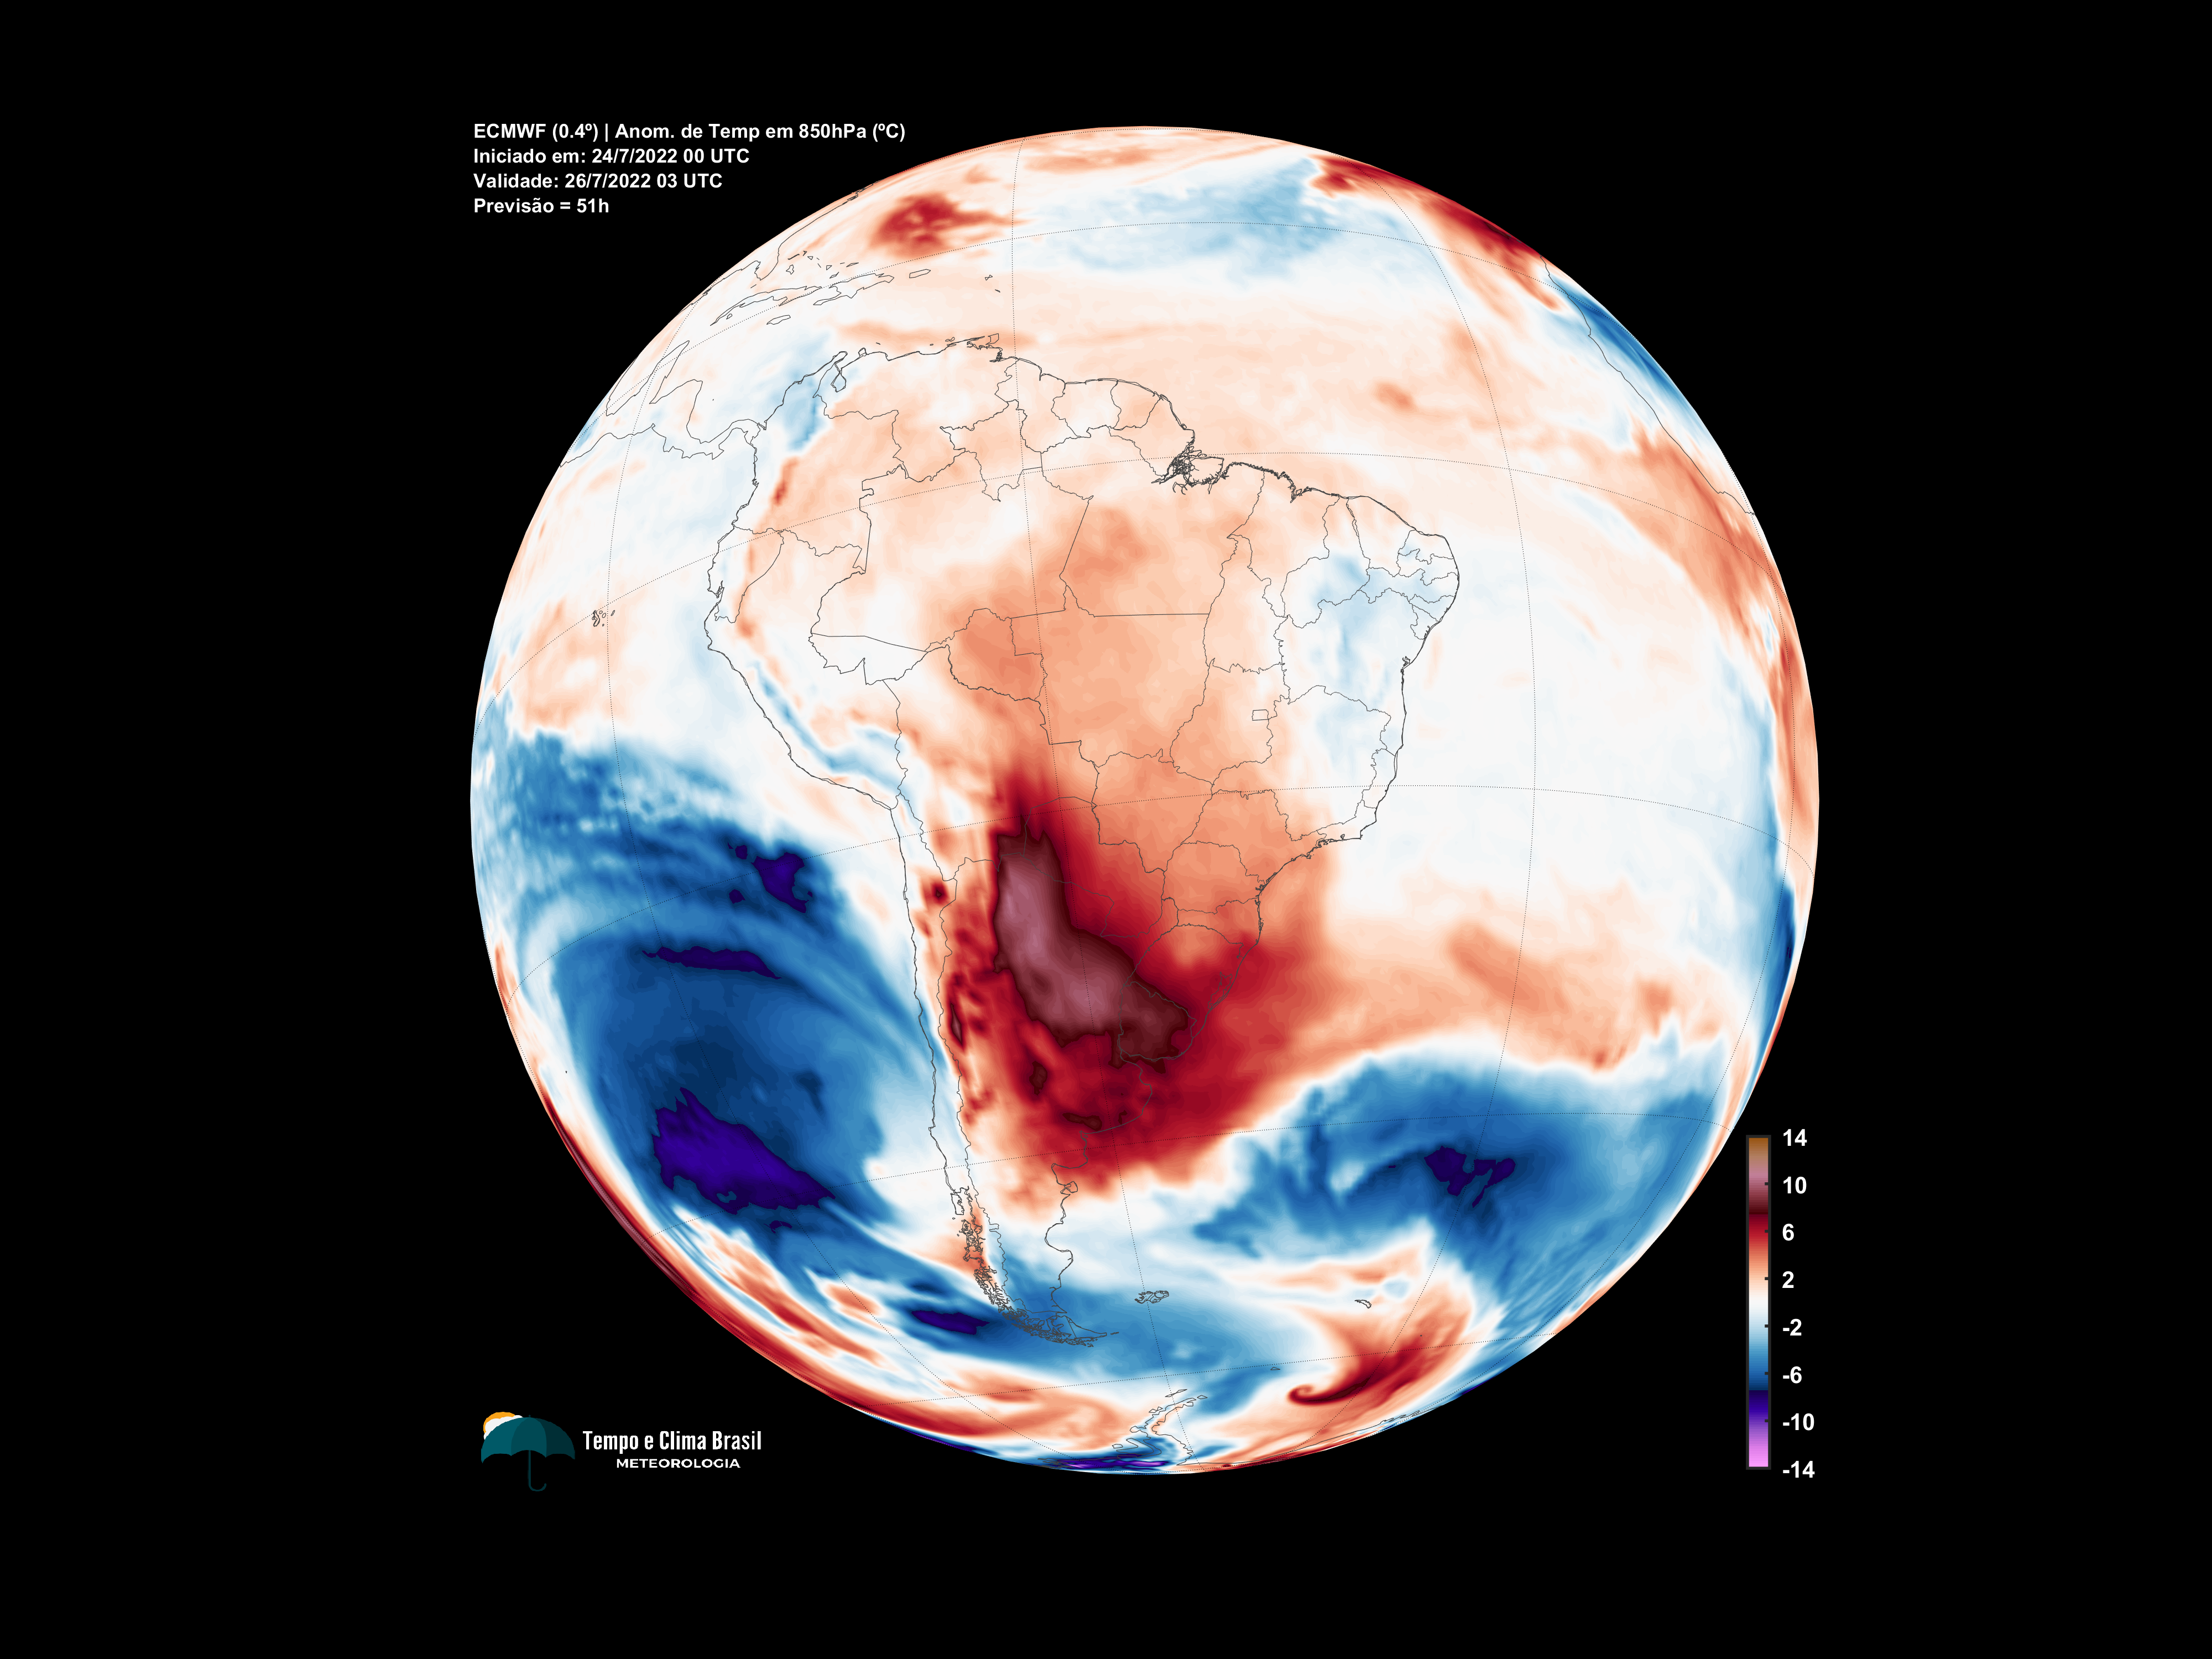 ECMWF (0.4º) | Anom. de Temp em 850hPa (ºC)
Iniciado em: 24/7/2022 00 UTC
Validade: 26/7/2022 03 UTC
Previsão = 51h
14
10
6
2
-2
-6
-10
-14
Tempo e Clima Brasil
METEOROLOGIA